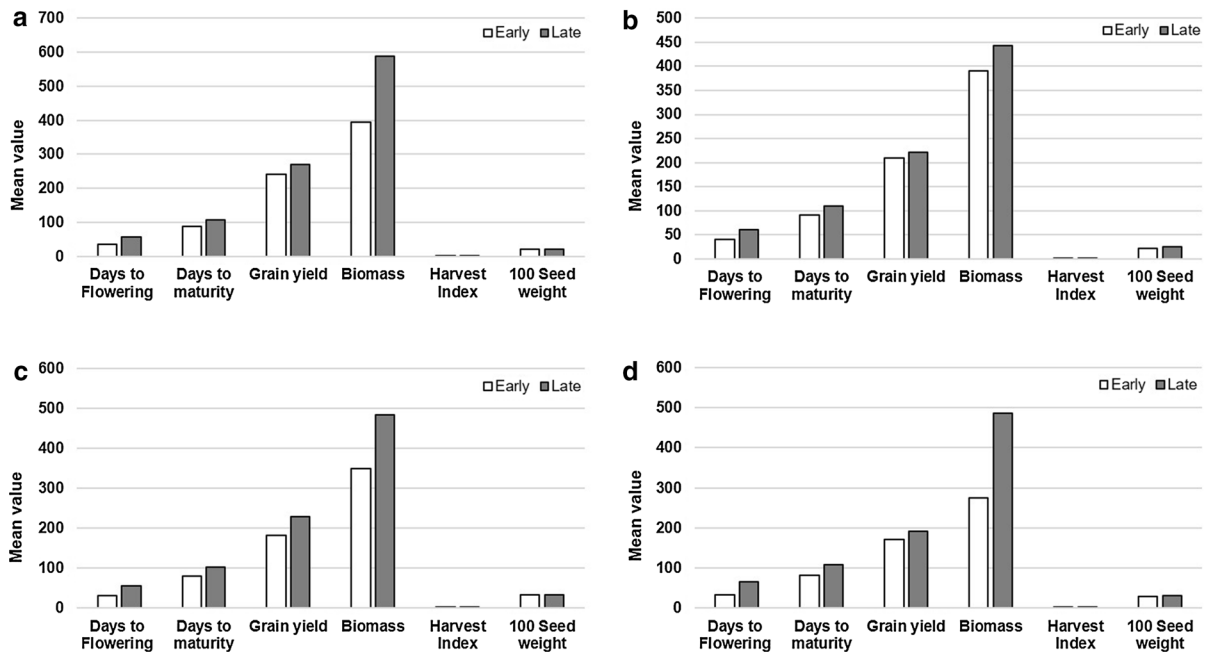 a
700
600
500
400
300
200
100
0
Mean value
Early Late
Days to
Flowering
Days to
maturity
Grain yield
Biomass
Harvest
Index
100 Seed
weight
b
500
450
400
350
300
250
200
150
100
50
0
Mean value
Early Late
Days to
Flowering
Days to
maturity
Grain yield
Biomass
Harvest
Index
100 Seed
weight
c
600
500
400
300
200
100
0
Mean value
Early Late
Days to
Flowering
Days to
maturity
Grain yield
Biomass
Harvest
Index
100 Seed
weight
d
600
500
400
300
200
100
0
Mean value
Early Late
Days to
Flowering
Days to
maturity
Grain yield
Biomass
Harvest
Index
100 Seed
weight